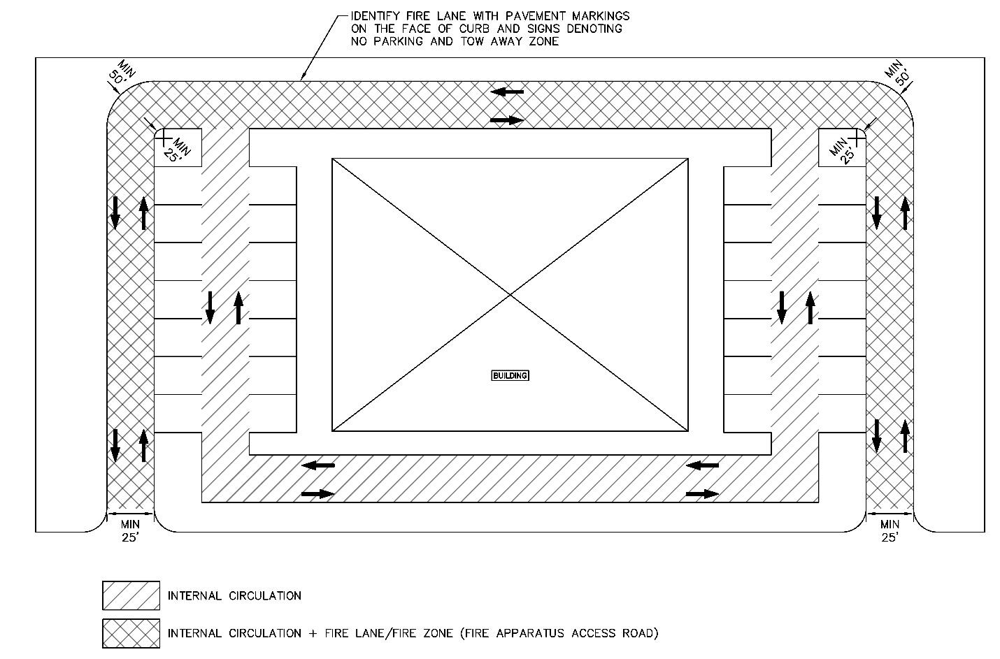 IDENTIFY FIRE LANE WITH PAVEMENT MARKINGS
ON THE FACE OF CURB AND SIGNS DENOTING
NO PARKING AND TOW AWAY ZONE
MIN
50'
MIN
50'
MIN
25'
MIN
25'
BUILDING
MIN
25'
MIN
25'
INTERNAL CIRCULATION
INTERNAL CIRCULATION + FIRE LANE/FIRE ZONE (FIRE APPARATUS ACCESS ROAD)